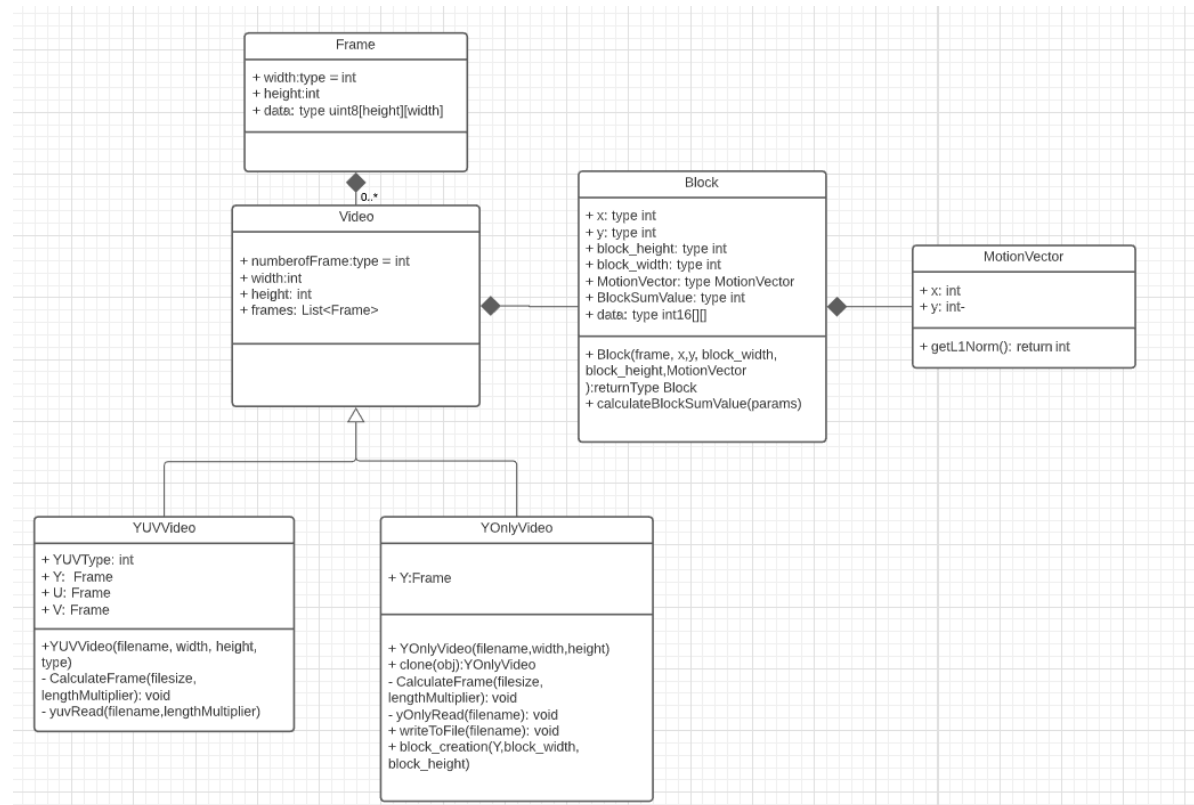 Frame
+ width:type = int
+ height:int
+ data: type uint8[height][width]
0..*
Video
+ numberofFrame:type = int
+ width:int
+ height: int
+ frames: List<Frame>
Block
+ x: type int
+ y: type int
+ block_height: type int
+ block_width: type int
+ MotionVector: type MotionVector
+ BlockSumValue: type int
+ data: type int16[][]
+ Block(frame, x,y, block_width,
block_height,MotionVector
):returnType Block
+ calculateBlockSumValue(params)
MotionVector
+ x: int
+ y: int-
+ getL1Norm(): return int
YUVVideo
+ YUVType: int
+ Y: Frame
+ U: Frame
+ V: Frame
+YUVVideo(filename, width, height,
type)
- CalculateFrame(filesize,
lengthMultiplier): void
- yuvRead(filename,lengthMultiplier)
YOnlyVideo
+ Y:Frame
+ YOnlyVideo(filename,width,height)
+ clone(obj):YOnlyVideo
- CalculateFrame(filesize,
lengthMultiplier): void
- yOnlyRead(filename): void
+ writeToFile(filename): void
+ block_creation(Y,block_width,
block_height)